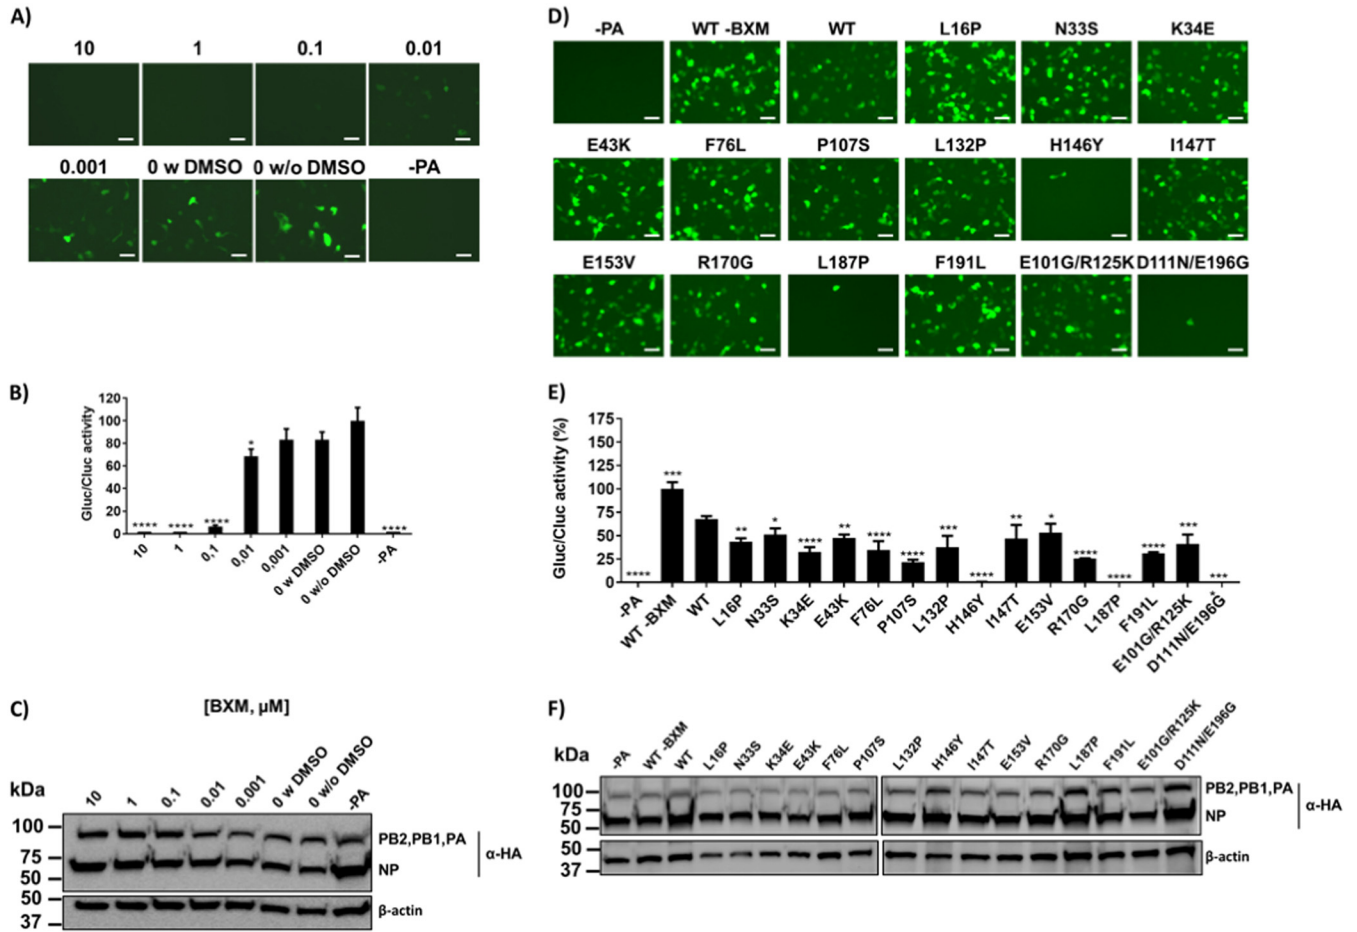 A)
10 1 0.1 0.01
0.001 0 w DMSO 0 w/o DMSO -PA
B)
Gluc/Cluc activity
120
100
80
60
40
20
0
**** **** **** * ****
10 1 0,1 0,01 0,001 0 w DMSO 0 w/o DMSO -PA
C)
[BXM, µM]
kDa
10 1 0.1 0.01 0.001 0 w DMSO 0 w/o DMSO -PA
100
75
50
50
37
PB2,PB1,PA
NP
α-HA
β-actin
D)
-PA WT -BXM WT L16P N33S K34E
E43K F76L P107S L132P H146Y I147T
E153V R170G L187P F191L E101G/R125K D111N/E196G
E)
Gluc/Cluc activity (%)
175
150
125
100
75
50
25
0
**** *** ** * **** ** **** **** *** **** ** * **** **** **** *** ***
-PA WT -BXM WT L16P N33S K34E E43K F76L P107S L132P H146Y I147T E153V R170G L187P F191L E101G/R125K D111N/E196G*
F)
kDa
-PA WT -BXM WT L16P N33S K34E E43K F76L P107S L132P H146Y I147T E153V R170G L187P F191L E101G/R125K D111N/E196G
100
75
50
50
37
PB2,PB1,PA
NP
α-HA
β-actin